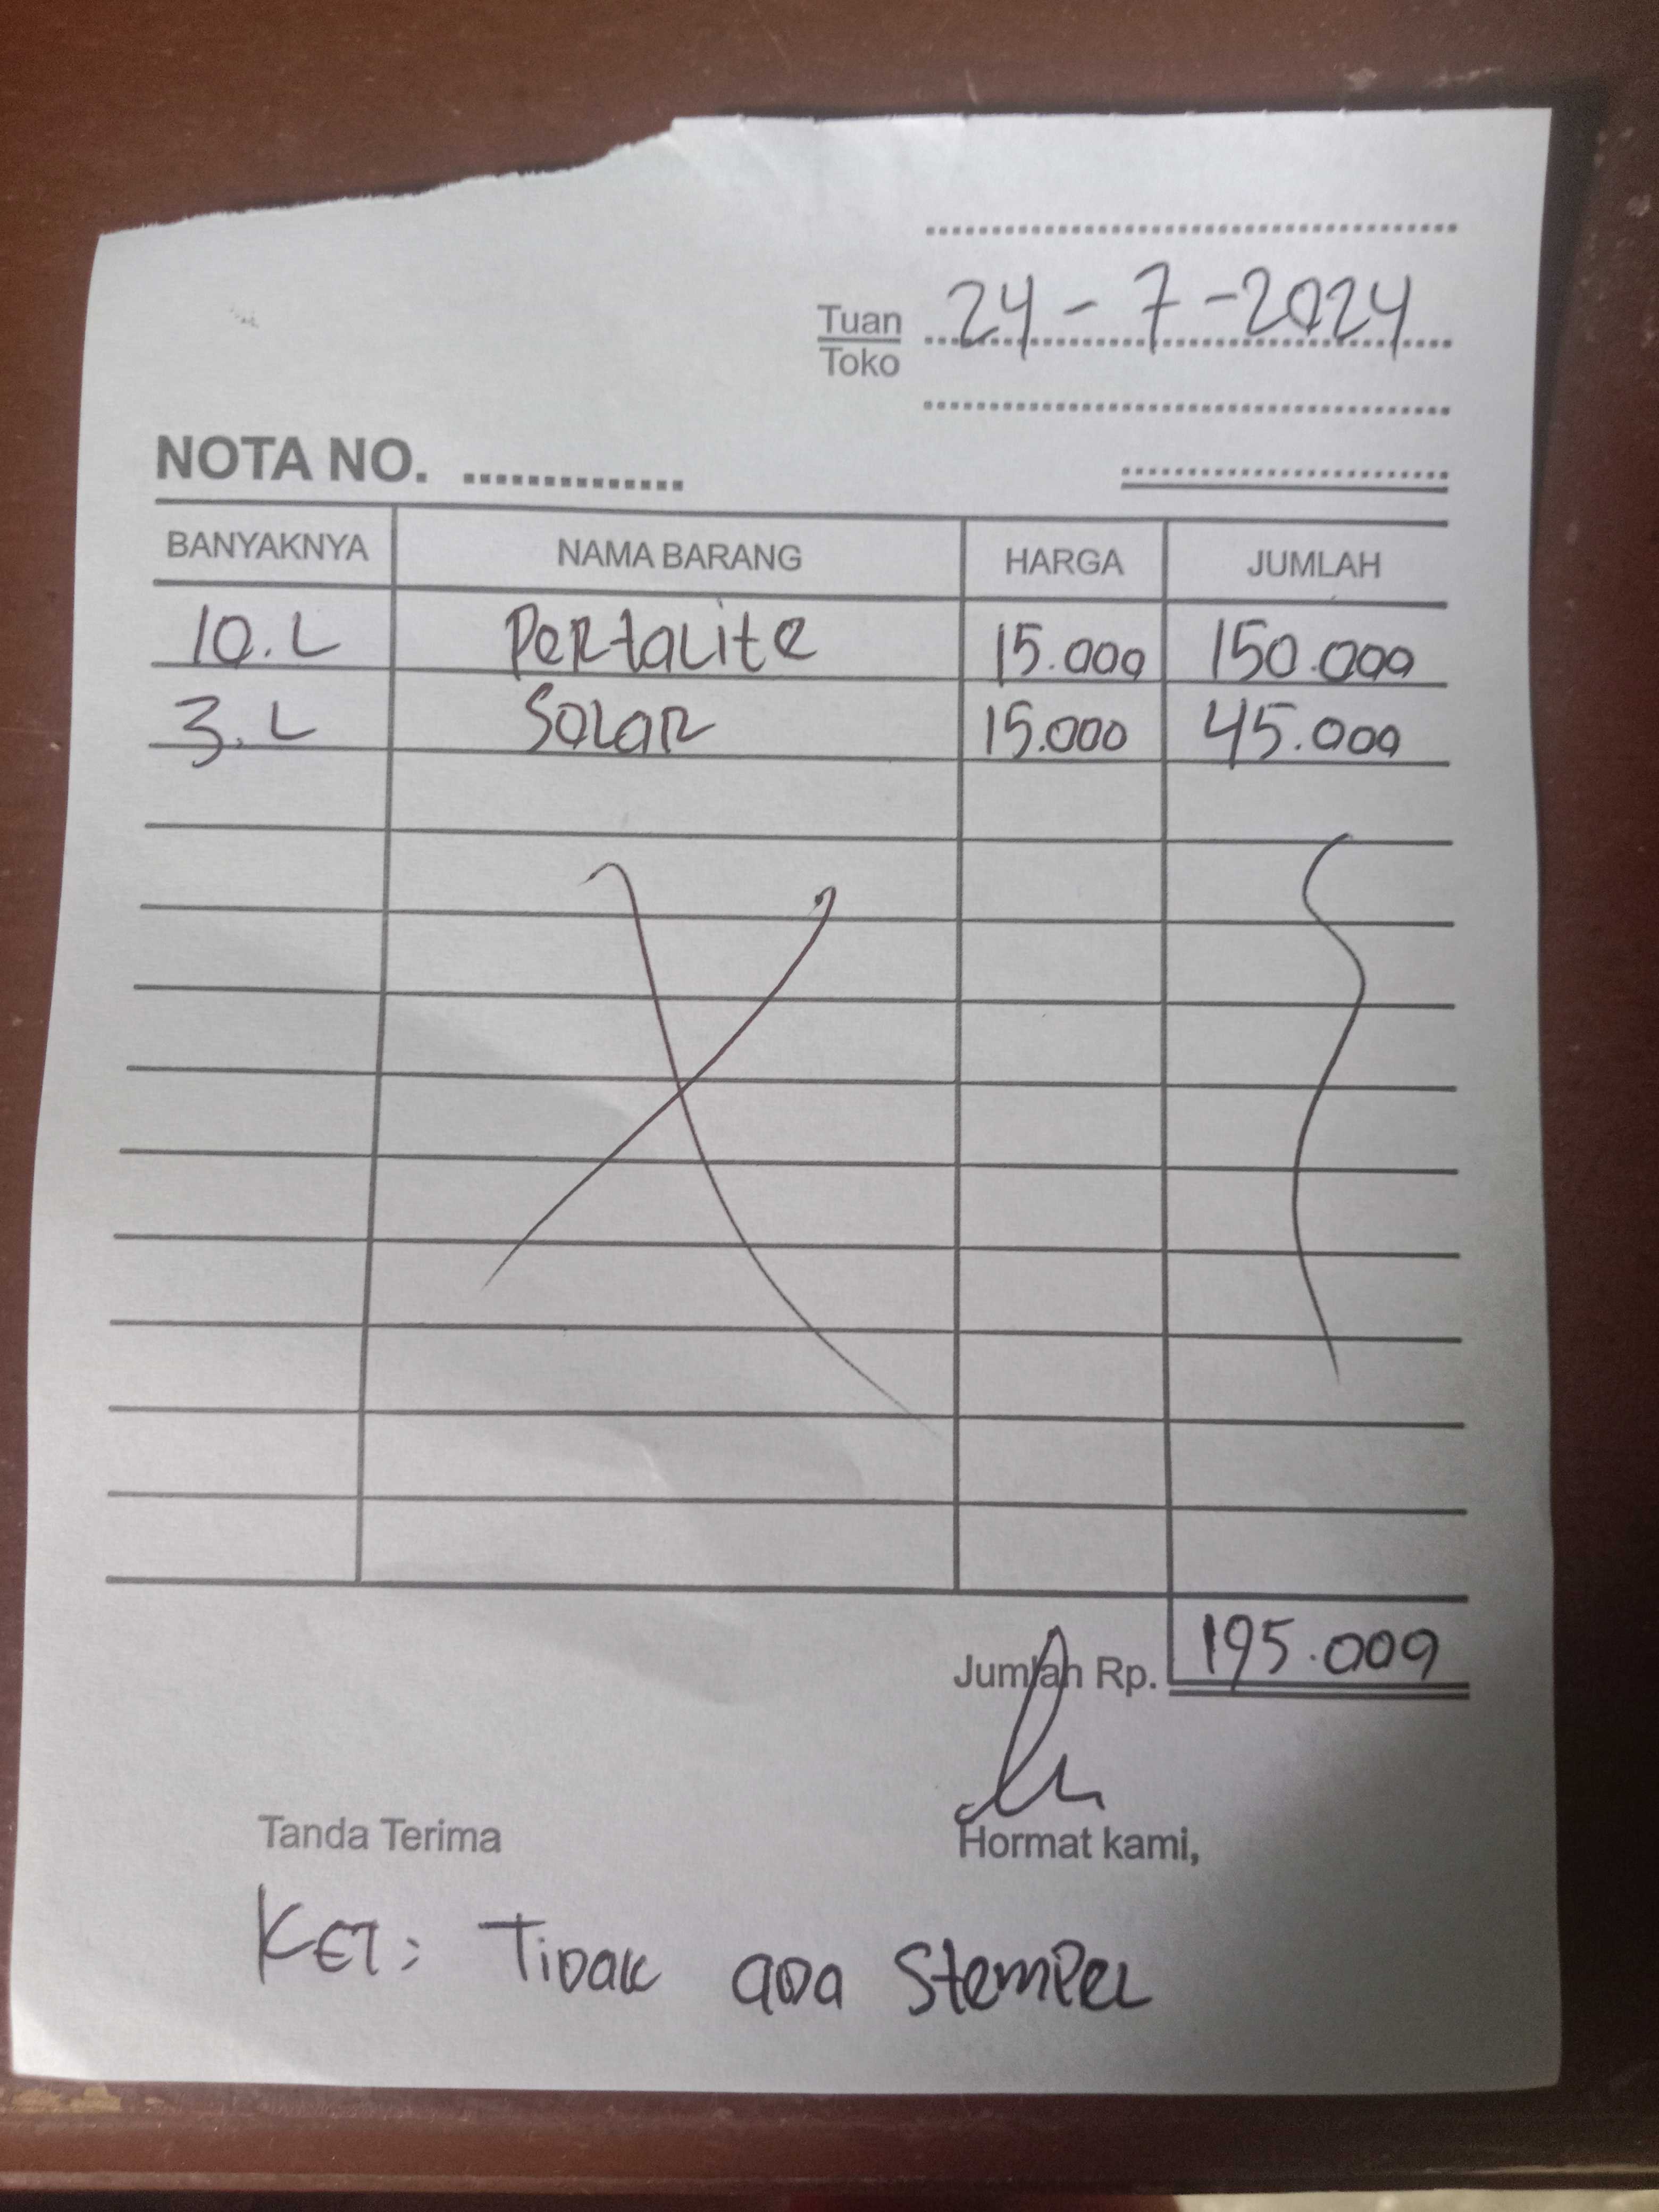 24-7-2024
Tuan
Toko
NOTA NO. ..............
BANYAKNYA NAMA BARANG HARGA JUMLAH
10.L Pertalite 15.000 150.000
3.L Solar 15.000 45.000
Jumlah Rp. 195.000
Tanda Terima Hormat kami,
KET: Tidak ada Stempel